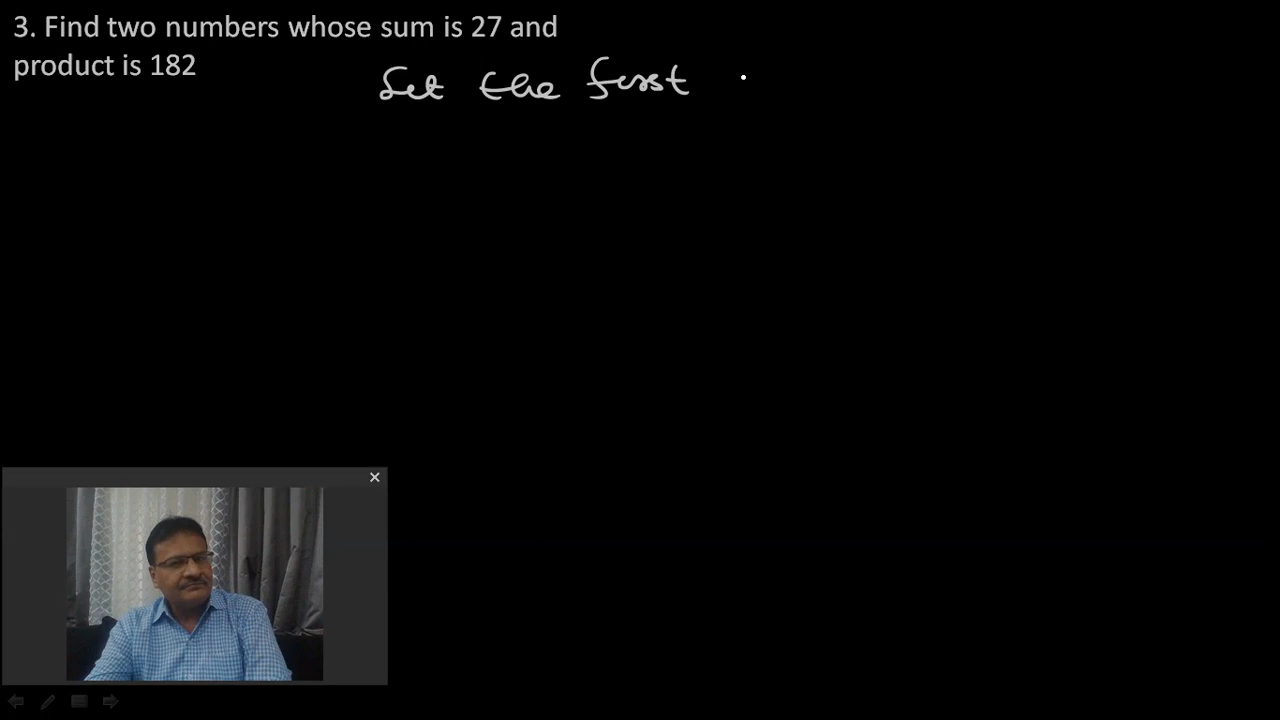 3. Find two numbers whose sum is 27 and
product is 182
Let the first